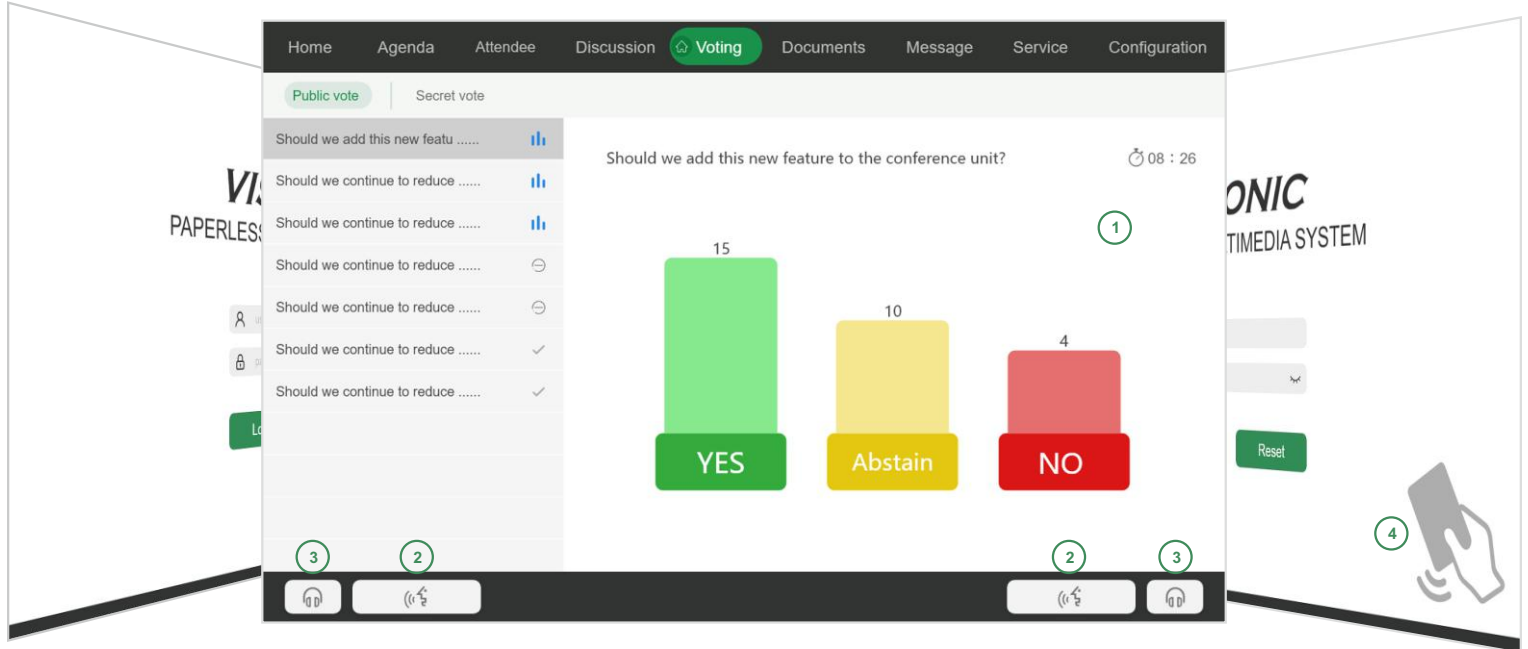 Home Agenda Attendee Discussion Voting Documents Message Service Configuration
Public vote Secret vote
Should we add this new featu ......
Should we continue to reduce ......
Should we continue to reduce ......
Should we continue to reduce ......
Should we continue to reduce ......
Should we continue to reduce ......
Should we continue to reduce ......
Should we add this new feature to the conference unit?
08 : 26
1
15
10
4
YES
Abstain
NO
3
2
2
3
VIS
PAPERLESS
Lo
ONIC
TIMEDIA SYSTEM
Reset
4